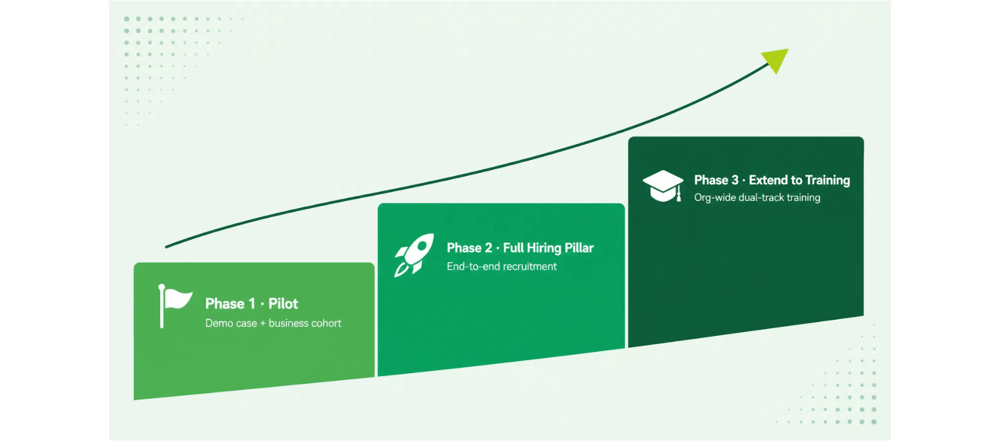 Phase 1 · Pilot
Demo case + business cohort
Phase 2 · Full Hiring Pillar
End-to-end recruitment
Phase 3 · Extend to Training
Org-wide dual-track training